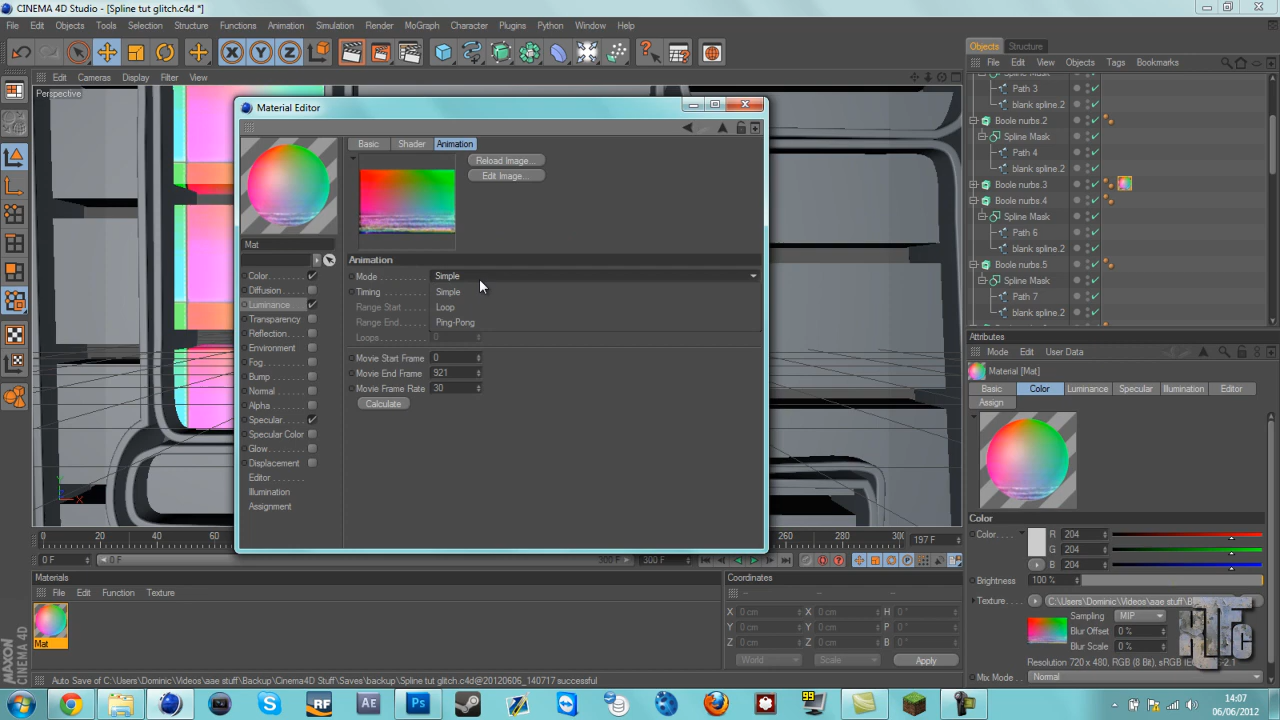 CINEMA 4D Studio - [Spline tut glitch.c4d *]
File Edit Objects Tools Selection Structure Functions Animation Simulation Render MoGraph Character Plugins Python Window Help
Objects Structure
File Edit View Objects Tags Bookmarks
Edit Cameras Display Filter View
Perspective
Spline Mask
Path 3
blank spline.2
Boole nurbs.2
Spline Mask
Path 4
blank spline.2
Boole nurbs.3
Boole nurbs.4
Spline Mask
Path 6
blank spline.2
Boole nurbs.5
Spline Mask
Path 7
blank spline.2
Material Editor
Basic Shader Animation
Reload Image...
Edit Image...
Mat
Color
Diffusion
Luminance
Transparency
Reflection
Environment
Fog
Bump
Normal
Alpha
Specular
Specular Color
Glow
Displacement
Editor
Illumination
Assignment
Animation
Mode Simple
Timing Simple
Range Start Loop
Range End Ping-Pong
Loops 0
Movie Start Frame 0
Movie End Frame 921
Movie Frame Rate 30
Calculate
Attributes
Mode Edit User Data
Material [Mat]
Basic Color Luminance Specular Illumination Editor
Assign
Color
Color R 204
G 204
B 204
Brightness 100 %
Texture C:\Users\Dominic\Videos\aae stuff\B
Sampling MIP
Blur Offset 0 %
Blur Scale 0 %
Resolution 720 x 480, RGB (8 Bit), sRGB
Mix Mode Normal
0 20 40 60 260 280 197 F
0 F 0 F 300 F 300 F
Materials
File Edit Function Texture
Mat
Coordinates
X 0 cm X 0 cm H 0 °
Y 0 cm Y 0 cm P 0 °
Z 0 cm Z 0 cm B 0 °
World Scale Apply
MAXON CINEMA 4D
Auto Save of C:\Users\Dominic\Videos\aae stuff\Backup\Cinema 4d Stuff\Saves\backup\Spline tut glitch.c4d@20120606_140717 successful
RF Ae Ps 99
14:07
06/06/2012